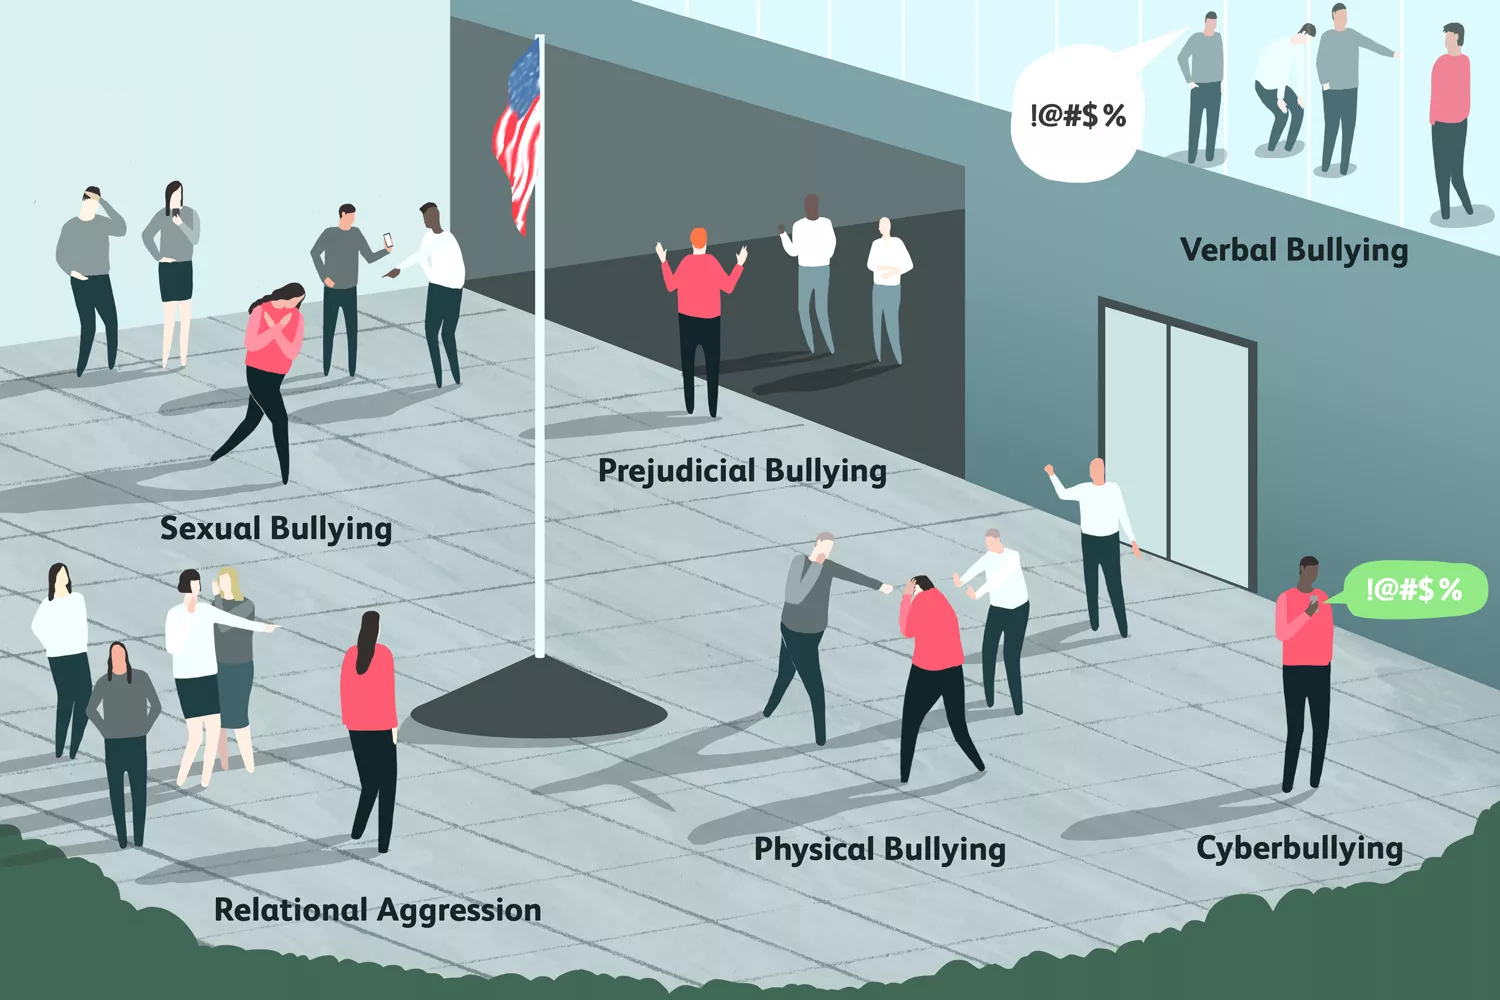 !@#$%
Verbal Bullying
Prejudicial Bullying
Sexual Bullying
!@#$%
Physical Bullying
Cyberbullying
Relational Aggression